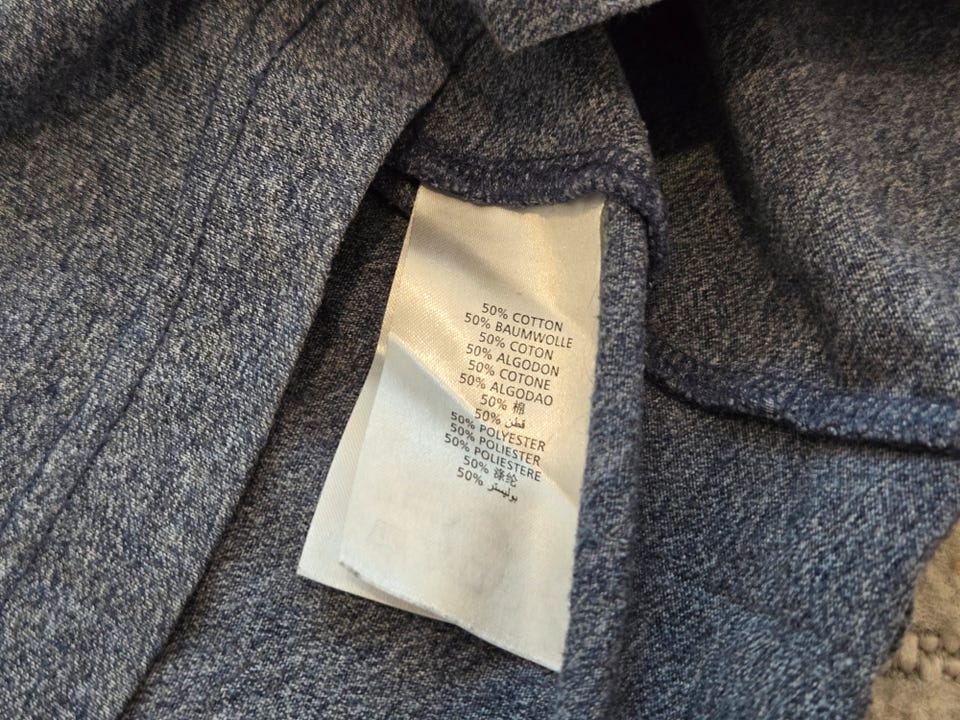 50% COTTON
50% BAUMWOLLE
50% COTON
50% ALGODON
50% COTONE
50% ALGODAO
50% 棉
50% قطن
50% POLYESTER
50% POLIESTER
50% POLIESTERE
50% 涤纶
50% بوليستر